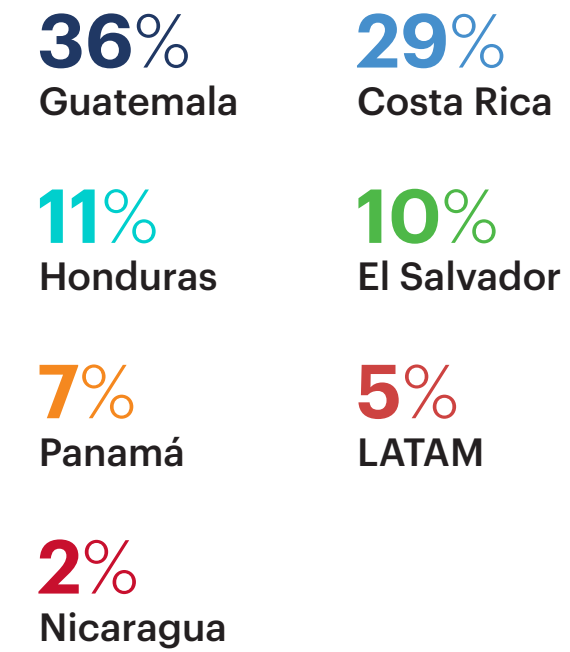 36%
Guatemala
29%
Costa Rica
11%
Honduras
10%
El Salvador
7%
Panamá
5%
LATAM
2%
Nicaragua